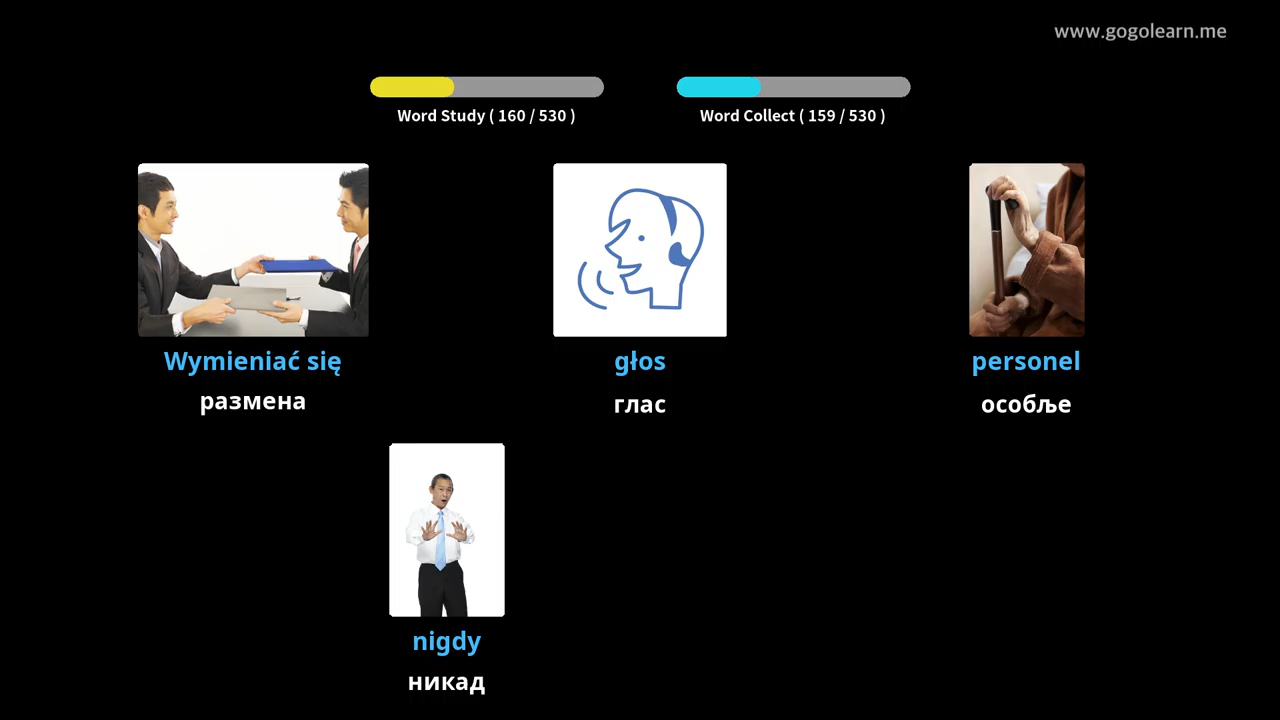 www.gogolearn.me
Word Study ( 160 / 530 )
Word Collect ( 159 / 530 )
Wymieniać się
размена
głos
глас
personel
особље
nigdy
никад